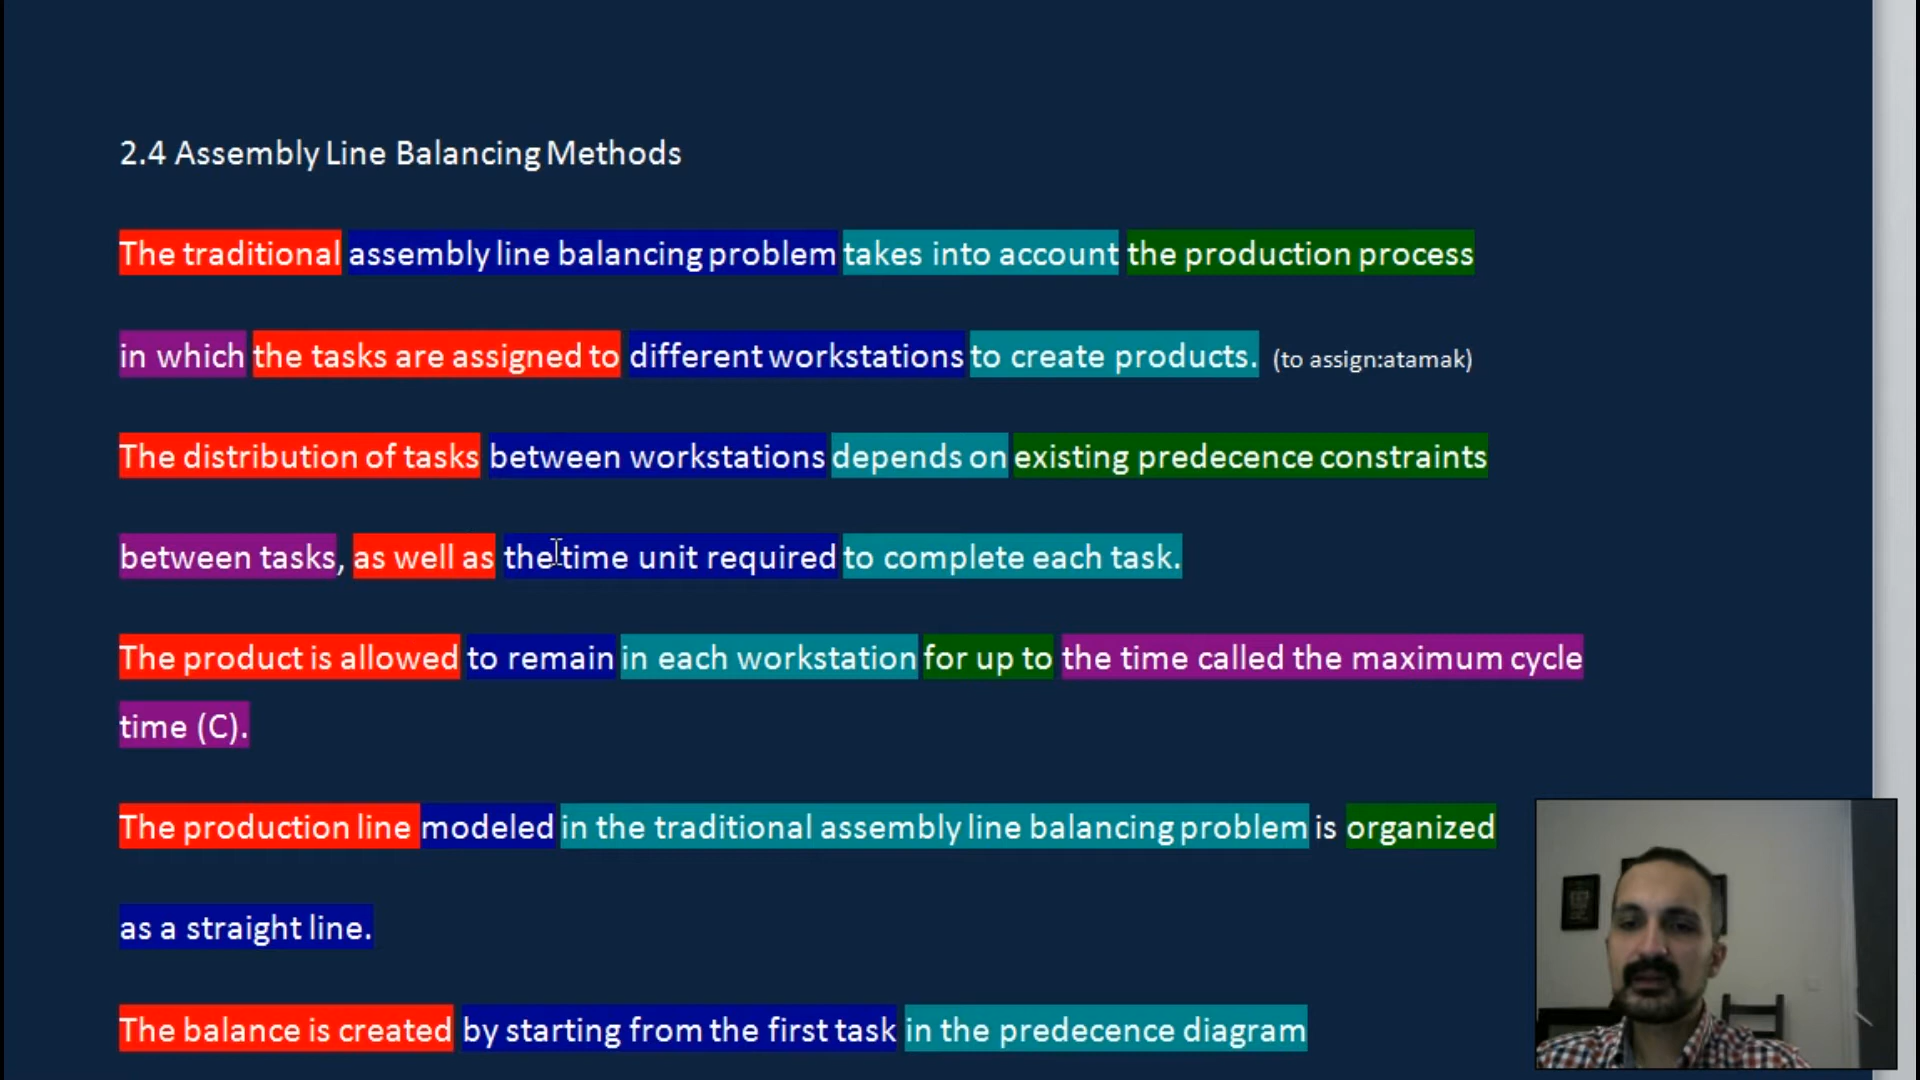 2.4 Assembly Line Balancing Methods
The traditional assembly line balancing problem takes into account the production process
in which the tasks are assigned to different workstations to create products. (to assign:atamak)
The distribution of tasks between workstations depends on existing predecence constraints
between tasks, as well as the time unit required to complete each task.
The product is allowed to remain in each workstation for up to the time called the maximum cycle
time (C).
The production line modeled in the traditional assembly line balancing problem is organized
as a straight line.
The balance is created by starting from the first task in the predecence diagram